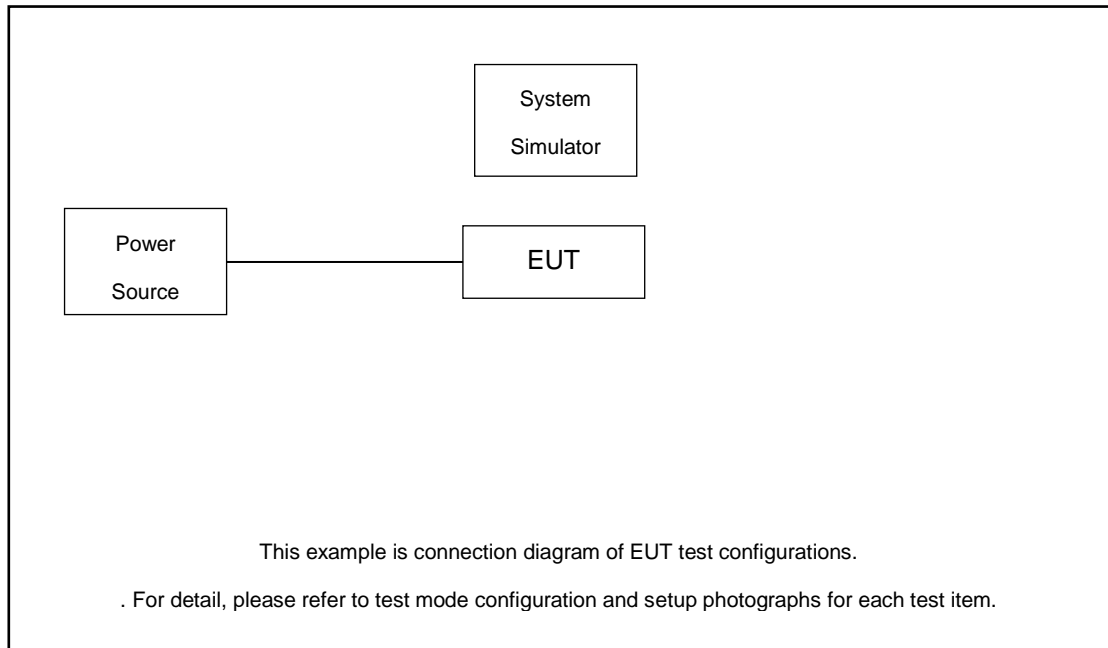 System
Simulator
Power
Source
EUT
This example is connection diagram of EUT test configurations.
. For detail, please refer to test mode configuration and setup photographs for each test item.